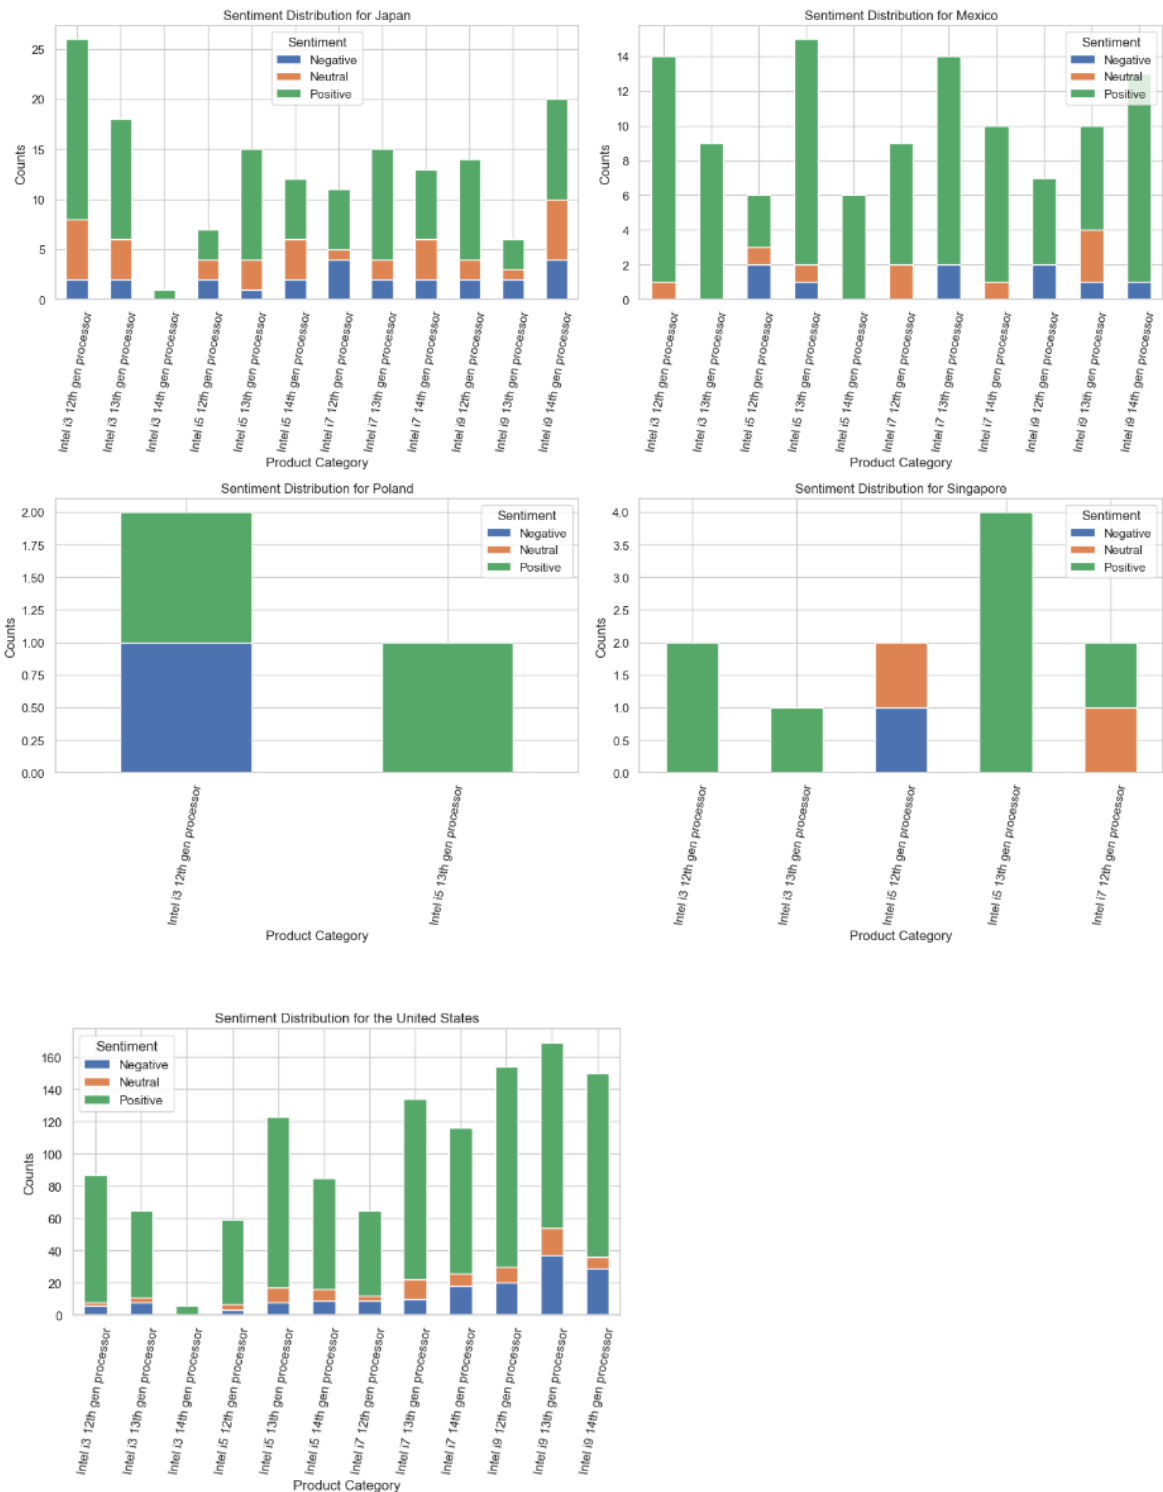 Sentiment Distribution for Japan
Sentiment
Negative
Neutral
Positive
Counts
25
20
15
10
5
0
Intel i3 12th gen processor
Intel i3 13th gen processor
Intel i3 14th gen processor
Intel i5 12th gen processor
Intel i5 13th gen processor
Intel i5 14th gen processor
Intel i7 12th gen processor
Intel i7 13th gen processor
Intel i7 14th gen processor
Intel i9 12th gen processor
Intel i9 13th gen processor
Intel i9 14th gen processor
Product Category
Sentiment Distribution for Mexico
Sentiment
Negative
Neutral
Positive
Counts
14
12
10
8
6
4
2
0
Intel i3 12th gen processor
Intel i3 13th gen processor
Intel i5 12th gen processor
Intel i5 13th gen processor
Intel i5 14th gen processor
Intel i7 12th gen processor
Intel i7 13th gen processor
Intel i7 14th gen processor
Intel i9 12th gen processor
Intel i9 13th gen processor
Intel i9 14th gen processor
Product Category
Sentiment Distribution for Poland
Sentiment
Negative
Neutral
Positive
Counts
2.00
1.75
1.50
1.25
1.00
0.75
0.50
0.25
0.00
Intel i3 12th gen processor
Intel i5 13th gen processor
Product Category
Sentiment Distribution for Singapore
Sentiment
Negative
Neutral
Positive
Counts
4.0
3.5
3.0
2.5
2.0
1.5
1.0
0.5
0.0
Intel i3 12th gen processor
Intel i3 13th gen processor
Intel i5 12th gen processor
Intel i5 13th gen processor
Intel i7 12th gen processor
Product Category
Sentiment Distribution for the United States
Sentiment
Negative
Neutral
Positive
Counts
160
140
120
100
80
60
40
20
0
Intel i3 12th gen processor
Intel i3 13th gen processor
Intel i3 14th gen processor
Intel i5 12th gen processor
Intel i5 13th gen processor
Intel i5 14th gen processor
Intel i7 12th gen processor
Intel i7 13th gen processor
Intel i7 14th gen processor
Intel i9 12th gen processor
Intel i9 13th gen processor
Intel i9 14th gen processor
Product Category